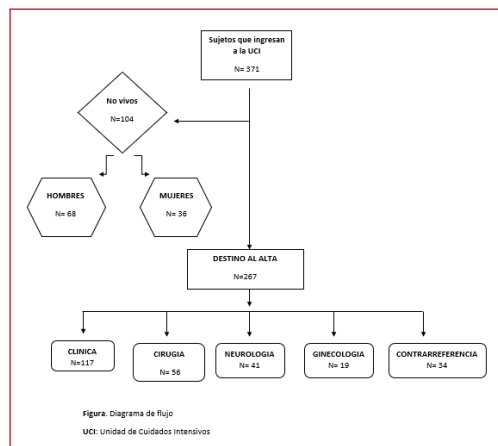 Sujetos que ingresan
a la UCI
N= 371
No vivos
N=104
HOMBRES
N= 68
MUJERES
N= 36
DESTINO AL ALTA
N=267
CLINICA
N=117
CIRUGIA
N= 56
NEUROLOGIA
N= 41
GINECOLOGIA
N= 19
CONTRARREFERENCIA
N= 34
Figura. Diagrama de flujo
UCI: Unidad de Cuidados Intensivos